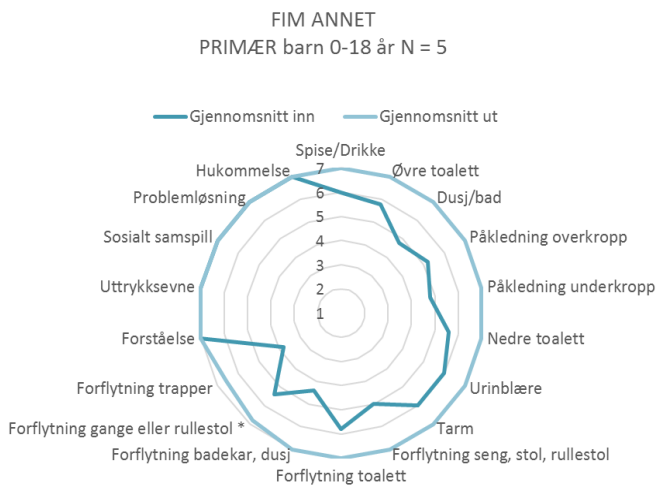 FIM ANNET
PRIMÆR barn 0-18 år N = 5
Gjennomsnitt inn
Gjennomsnitt ut
Spise/Drikke
Øvre toalett
Dusj/bad
Påkledning overkropp
Påkledning underkropp
Nedre toalett
Urinblære
Tarm
Forflytning seng, stol, rullestol
Forflytning toalett
Forflytning badekar, dusj
Forflytning gange eller rullestol *
Forflytning trapper
Forståelse
Uttrykksevne
Sosialt samspill
Problemløsning
Hukommelse
7
6
5
4
3
2
1